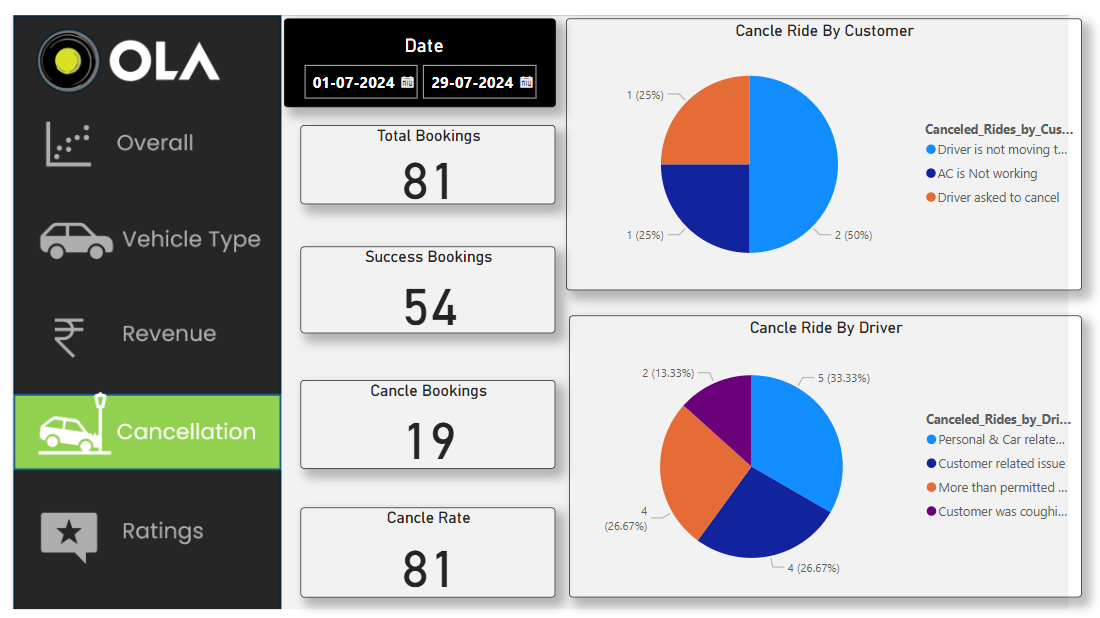 OLA
Overall
Vehicle Type
Revenue
Cancellation
Ratings
Date
01-07-2024
29-07-2024
Total Bookings
81
Success Bookings
54
Cancle Bookings
19
Cancle Rate
81
Cancle Ride By Customer
1 (25%)
1 (25%)
2 (50%)
Canceled_Rides_by_Cus...
Driver is not moving t...
AC is Not working
Driver asked to cancel
Cancle Ride By Driver
2 (13.33%)
5 (33.33%)
4
(26.67%)
4 (26.67%)
Canceled_Rides_by_Dri...
Personal & Car relate...
Customer related issue
More than permitted ...
Customer was coughi...